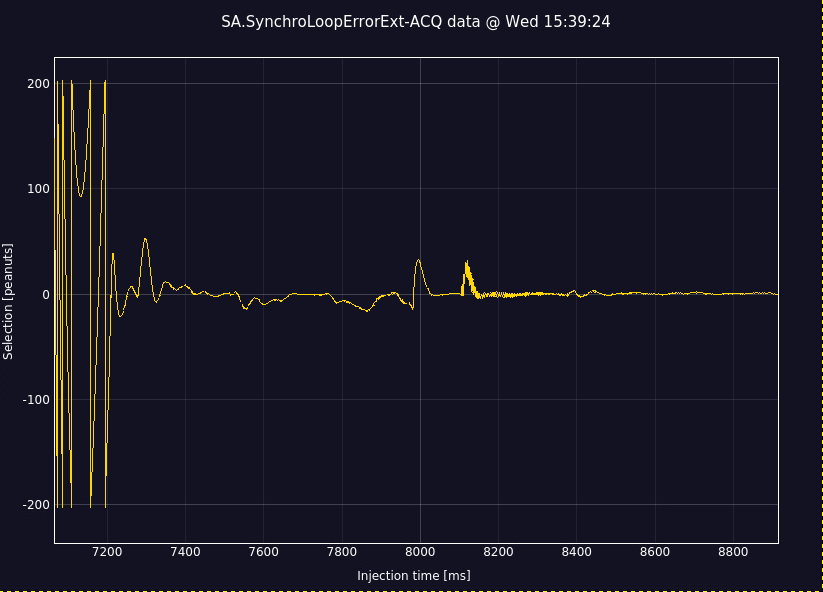 SA.SynchroLoopErrorExt-ACQ data @ Wed 15:39:24
200
100
0
-100
-200
Selection [peanuts]
7200 7400 7600 7800 8000 8200 8400 8600 8800
Injection time [ms]